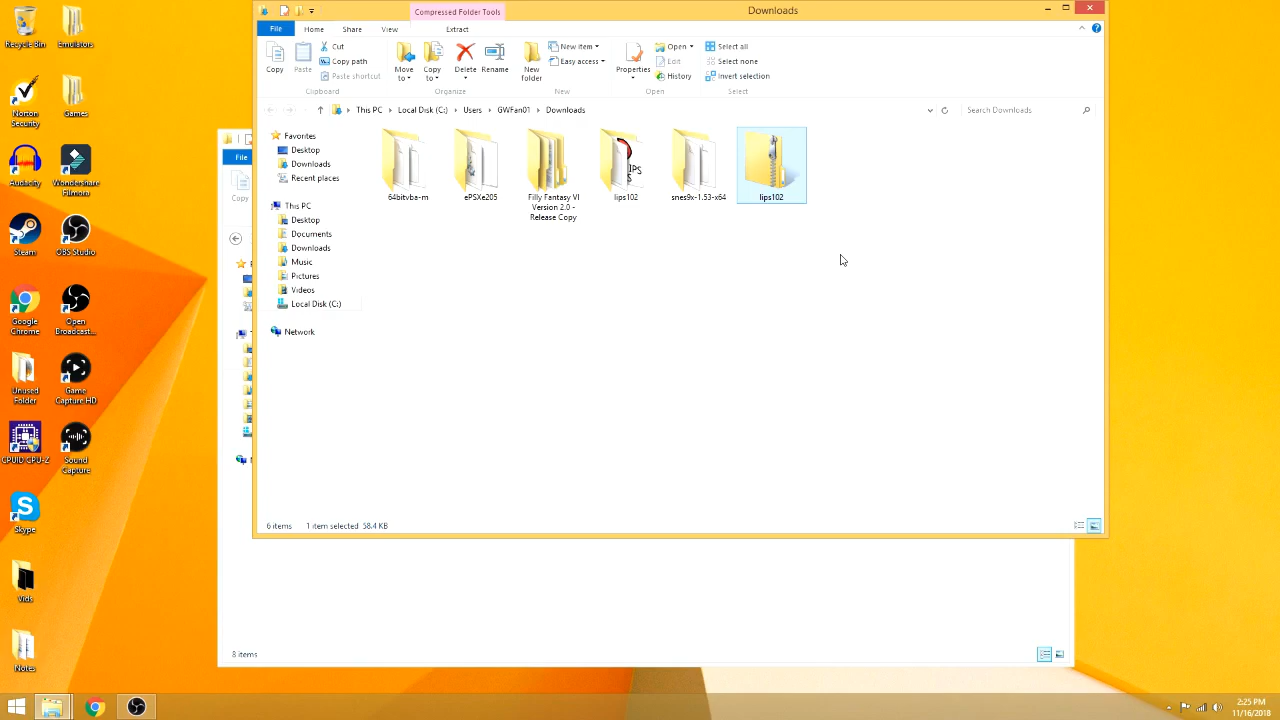 Compressed Folder Tools
Downloads
File
Home
Share
View
Extract
Copy
Paste
Cut
Copy path
Paste shortcut
Clipboard
Move to
Copy to
Delete
Rename
Organize
New folder
New item
Easy access
New
Properties
Open
Edit
History
Open
Select all
Select none
Invert selection
Select
This PC
Local Disk (C:)
Users
GWFan01
Downloads
Search Downloads
Favorites
Desktop
Downloads
Recent places
This PC
Desktop
Documents
Downloads
Music
Pictures
Videos
Local Disk (C:)
Network
64bitvba-m
ePSXe205
Filly Fantasy VI
Version 2.0 -
Release Copy
lips102
snes9x-1.53-x64
lips102
6 items
1 item selected 58.4 KB
File
Copy
8 items
Recycle Bin
Emulators
Norton
Security
Games
Audacity
Wondershare
Filmora
Steam
OBS Studio
Google
Chrome
Open
Broadcast...
Unused
Folder
Game
Capture HD
CPUID CPU-Z
Sound
Capture
Skype
Vids
Notes
2:25 PM
11/16/2018